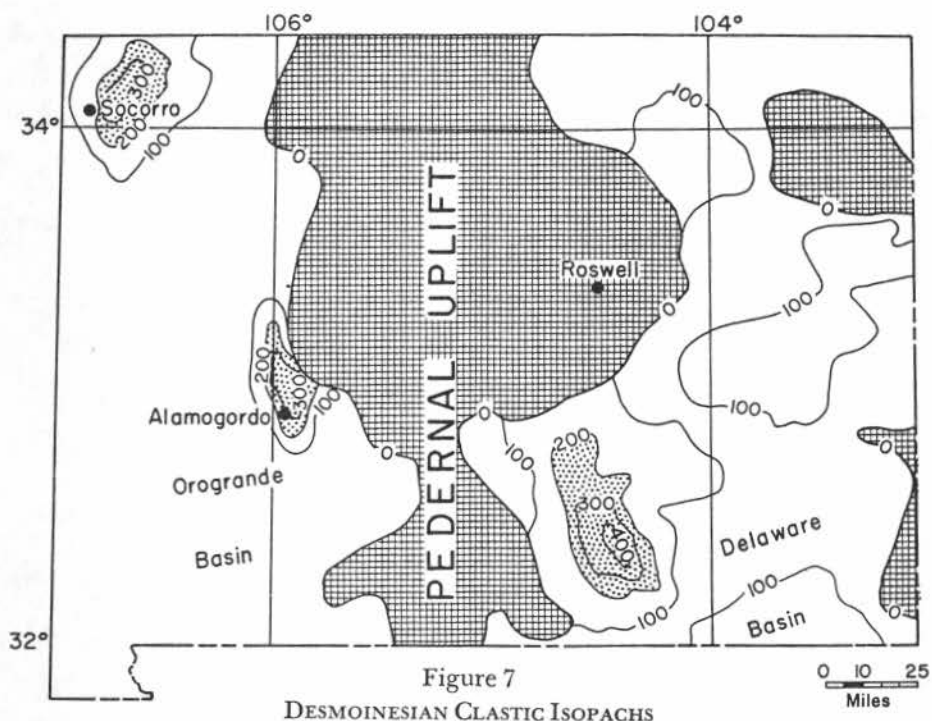 106° 104°
300
Socorro
200
100
34°
100
0
0
0
PEDERNAL UPLIFT
Roswell
100
0
200
300
100
Alamogordo
100
0
0
0
200
100
Orogrande
300
400
Delaware
Basin
100
100
Basin
32°
Figure 7
0 10 25
Miles
DESMOINESIAN CLASTIC ISOPACHS